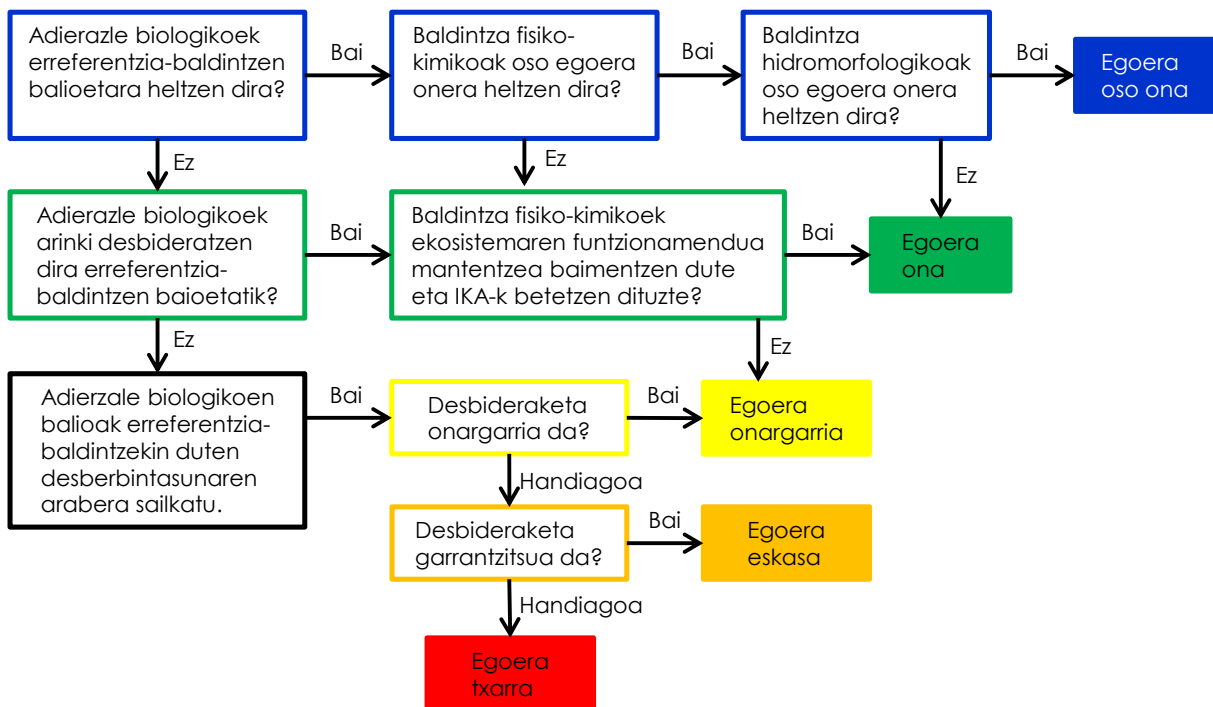 Adierazle biologikoek
erreferentzia-baldintzen
balioetara heltzen dira?
Bai
Baldintza fisiko-
kimikoak oso egoera
onera heltzen dira?
Bai
Baldintza
hidromorfologikoak
oso egoera onera
heltzen dira?
Bai
Egoera
oso ona
Ez
Ez
Ez
Adierazle biologikoek
arinki desbideratzen
dira erreferentzia-
baldintzen baioetatik?
Bai
Baldintza fisiko-kimikoek
ekosistemaren funtzionamendua
mantentzea baimentzen dute
eta IKA-k betetzen dituzte?
Bai
Egoera
ona
Ez
Ez
Adierzale biologikoen
balioak erreferentzia-
baldintzekin duten
desberbintasunaren
arabera sailkatu.
Bai
Desbideraketa
onargarria da?
Bai
Egoera
onargarria
Handiagoa
Desbideraketa
garrantzitsua da?
Bai
Egoera
eskasa
Handiagoa
Egoera
txarra